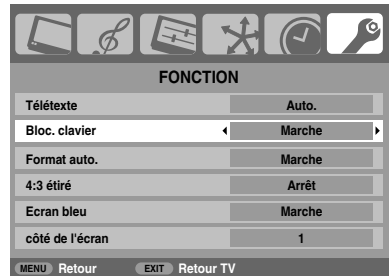 FONCTION
Télétexte Auto.
Bloc. clavier Marche
Format auto. Marche
4:3 étiré Arrêt
Ecran bleu Marche
côté de l'écran 1
MENU Retour EXIT Retour TV